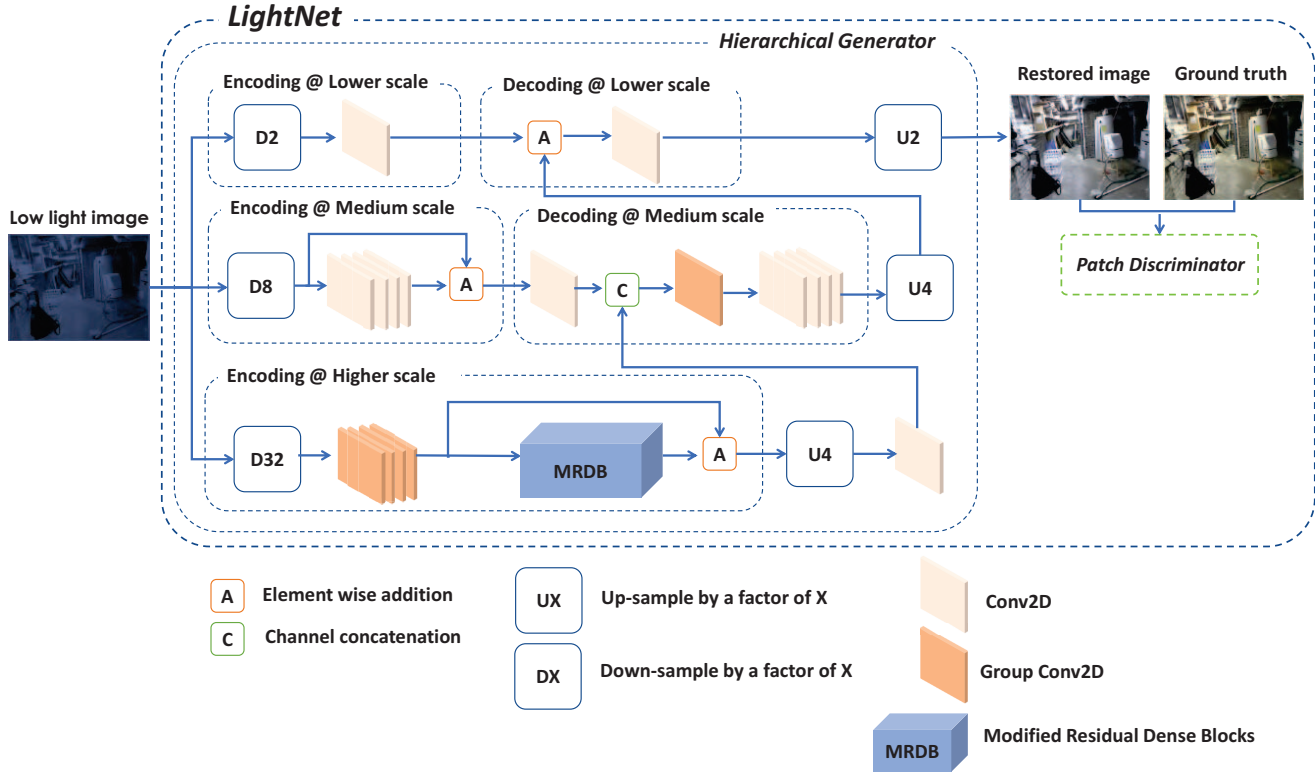 LightNet
Hierarchical Generator
Encoding @ Lower scale
Decoding @ Lower scale
Restored image
Ground truth
D2
A
U2
Low light image
Encoding @ Medium scale
Decoding @ Medium scale
Patch Discriminator
D8
A
C
U4
Encoding @ Higher scale
D32
MRDB
A
U4
A
Element wise addition
UX
Up-sample by a factor of X
Conv2D
C
Channel concatenation
DX
Down-sample by a factor of X
Group Conv2D
MRDB
Modified Residual Dense Blocks